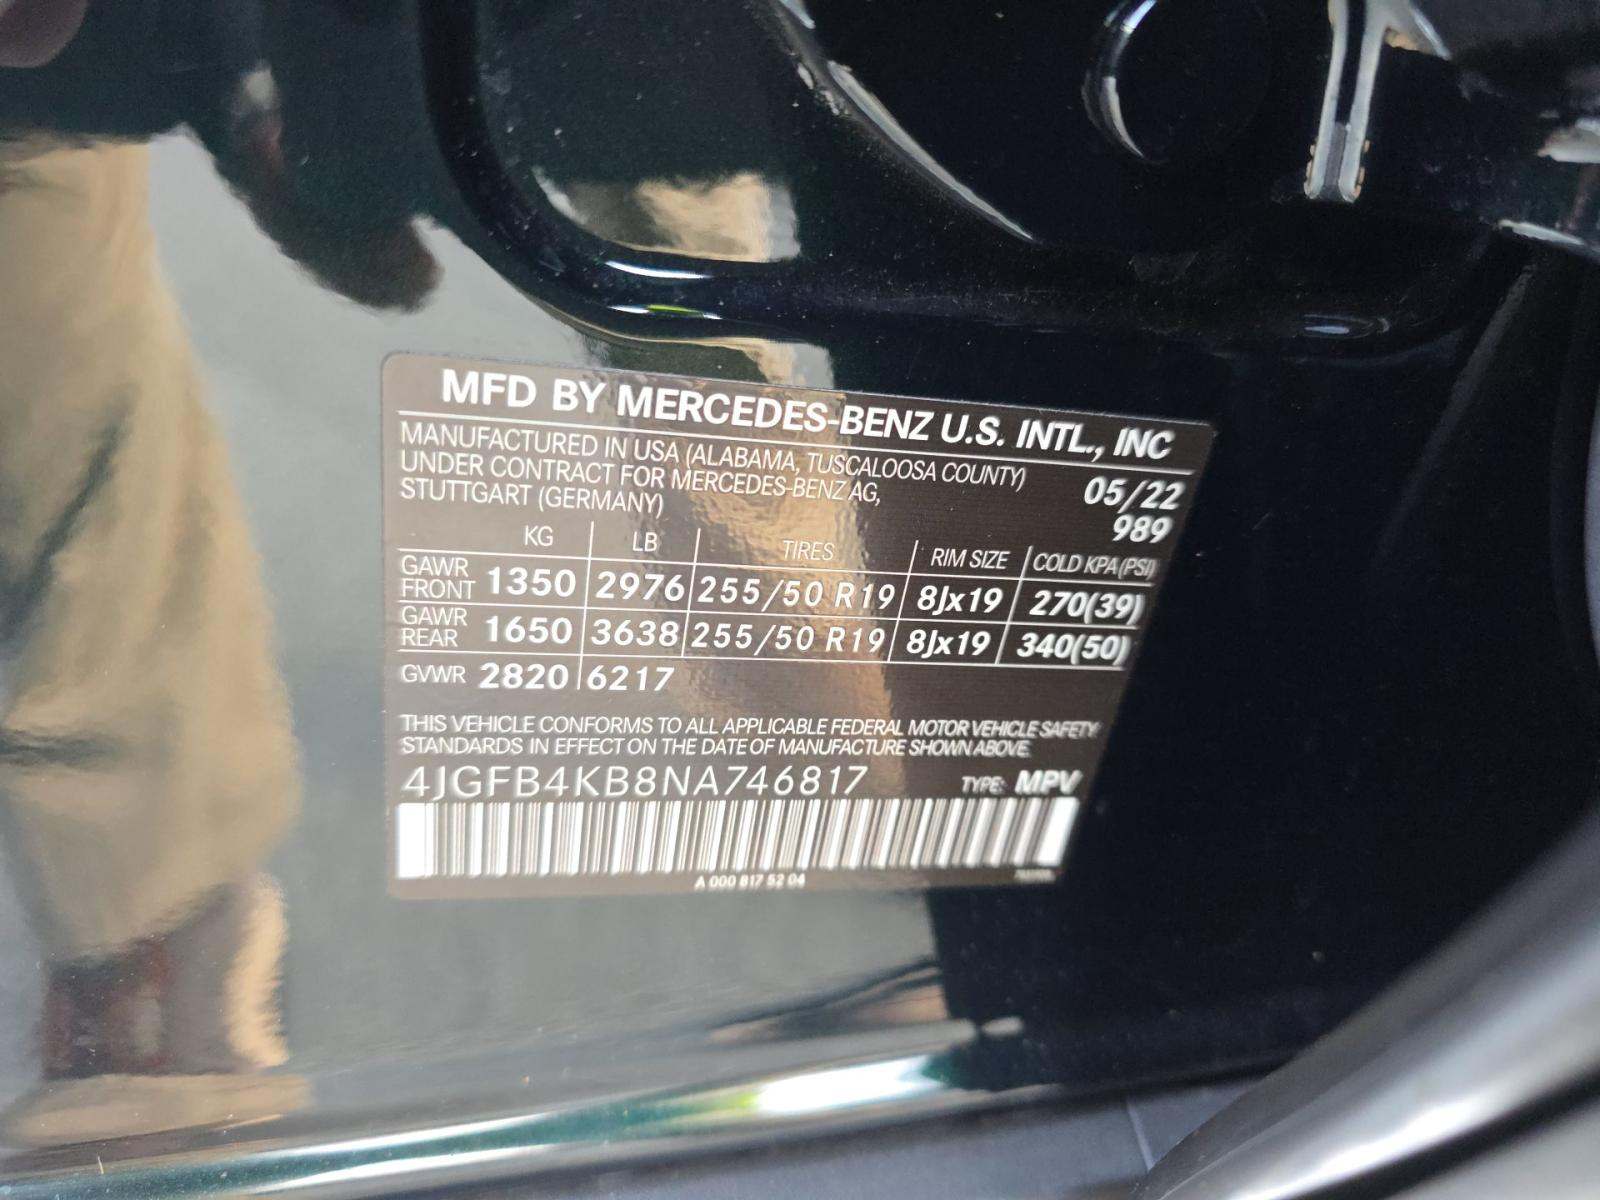 MFD BY MERCEDES-BENZ U.S. INTL., INC
MANUFACTURED IN USA (ALABAMA, TUSCALOOSA COUNTY)
UNDER CONTRACT FOR MERCEDES-BENZ AG,
STUTTGART (GERMANY)
05/22
989
KG LB TIRES RIM SIZE COLD KPA(PSI)
GAWR FRONT 1350 2976 255/50 R19 8Jx19 270(39)
GAWR REAR 1650 3638 255/50 R19 8Jx19 340(50)
GVWR 2820 6217
THIS VEHICLE CONFORMS TO ALL APPLICABLE FEDERAL MOTOR VEHICLE SAFETY
STANDARDS IN EFFECT ON THE DATE OF MANUFACTURE SHOWN ABOVE.
4JGFB4KB8NA746817 TYPE: MPV
A 000 817 52 04